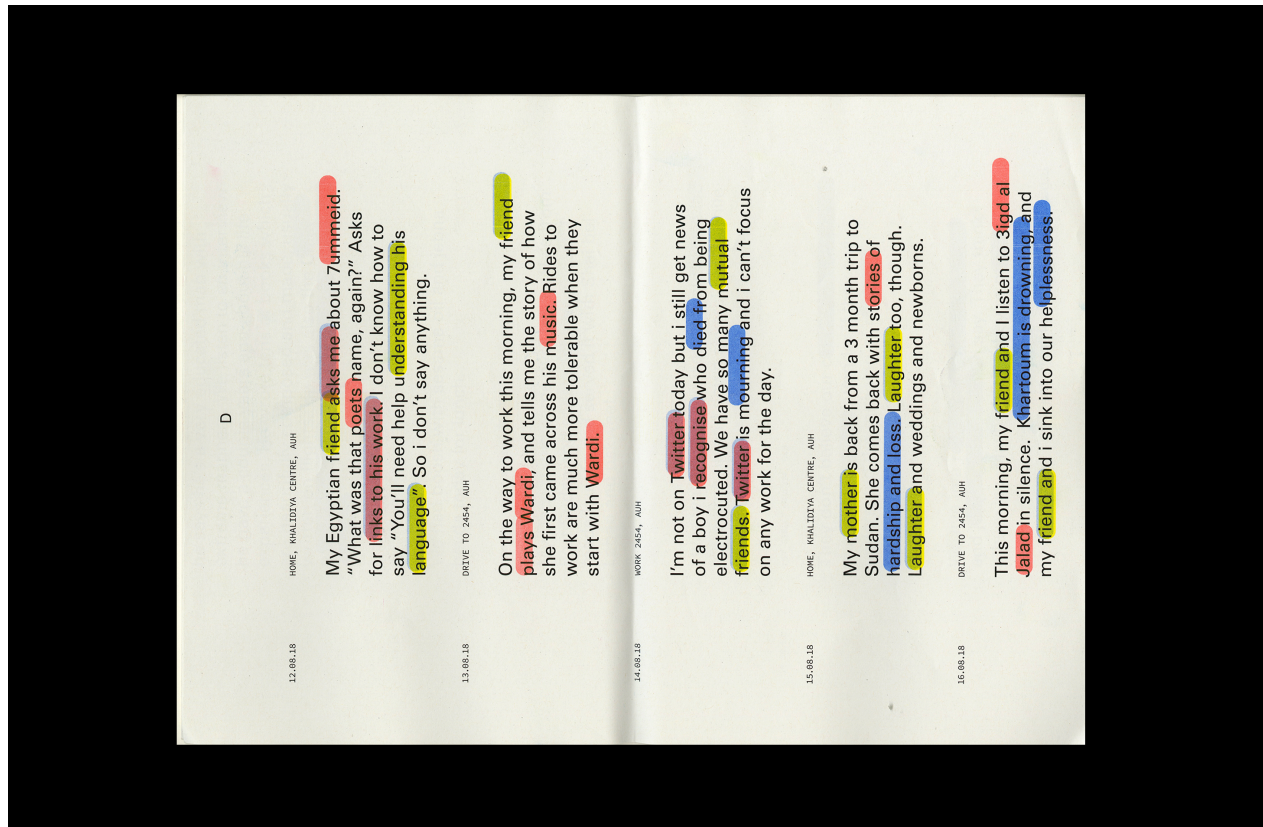 D
12.08.18
HOME, KHALIDIYA CENTRE, AUH
My Egyptian friend asks me about 7ummeid.
“What was that poets name, again?” Asks
for links to his work. I don’t know how to
say “You’ll need help understanding his
language”. So i don’t say anything.
13.08.18
DRIVE TO 2454, AUH
On the way to work this morning, my friend
plays Wardi, and tells me the story of how
she first came across his music. Rides to
work are much more tolerable when they
start with Wardi.
14.08.18
WORK 2454, AUH
I’m not on Twitter today but i still get news
of a boy i recognise who died from being
electrocuted. We have so many mutual
friends. Twitter is mourning and i can’t focus
on any work for the day.
15.08.18
HOME, KHALIDIYA CENTRE, AUH
My mother is back from a 3 month trip to
Sudan. She comes back with stories of
hardship and loss. Laughter too, though.
Laughter and weddings and newborns.
16.08.18
DRIVE TO 2454, AUH
This morning, my friend and I listen to 3igd al
Jalad in silence. Khartoum is drowning, and
my friend and i sink into our helplessness.